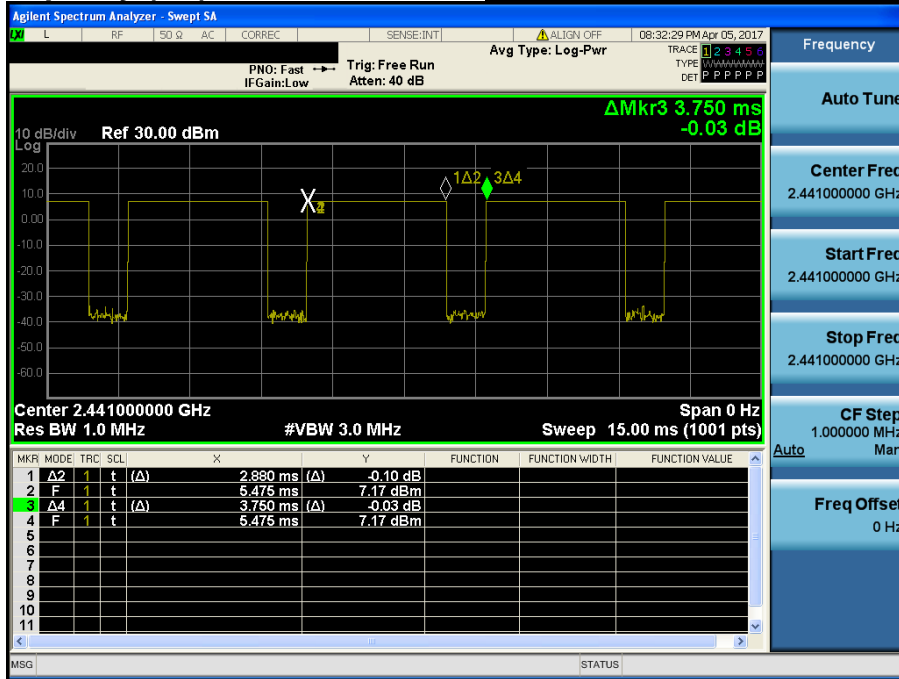 Agilent Spectrum Analyzer - Swept SA
LXI L RF 50 Ω AC CORREC SENSE:INT ALIGN OFF 08:32:29 PM Apr 05, 2017
Avg Type: Log-Pwr TRACE 1 2 3 4 5 6
PNO: Fast Trig: Free Run TYPE WWWWWW
IFGain:Low Atten: 40 dB DET P P P P P P
Frequency
Auto Tune
ΔMkr3 3.750 ms
10 dB/div Ref 30.00 dBm -0.03 dB
Log
20.0
10.0
0.00
-10.0
-20.0
-30.0
-40.0
-50.0
-60.0
1Δ2 3Δ4
Center Freq
2.441000000 GHz
Start Freq
2.441000000 GHz
Stop Freq
2.441000000 GHz
CF Step
1.000000 MHz
Auto Man
Freq Offset
0 Hz
Center 2.441000000 GHz Span 0 Hz
Res BW 1.0 MHz #VBW 3.0 MHz Sweep 15.00 ms (1001 pts)
MKR MODE TRC SCL X Y FUNCTION FUNCTION WIDTH FUNCTION VALUE
1 Δ2 1 t (Δ) 2.880 ms (Δ) -0.10 dB
2 F 1 t 5.475 ms 7.17 dBm
3 Δ4 1 t (Δ) 3.750 ms (Δ) -0.03 dB
4 F 1 t 5.475 ms 7.17 dBm
5
6
7
8
9
10
11
MSG STATUS